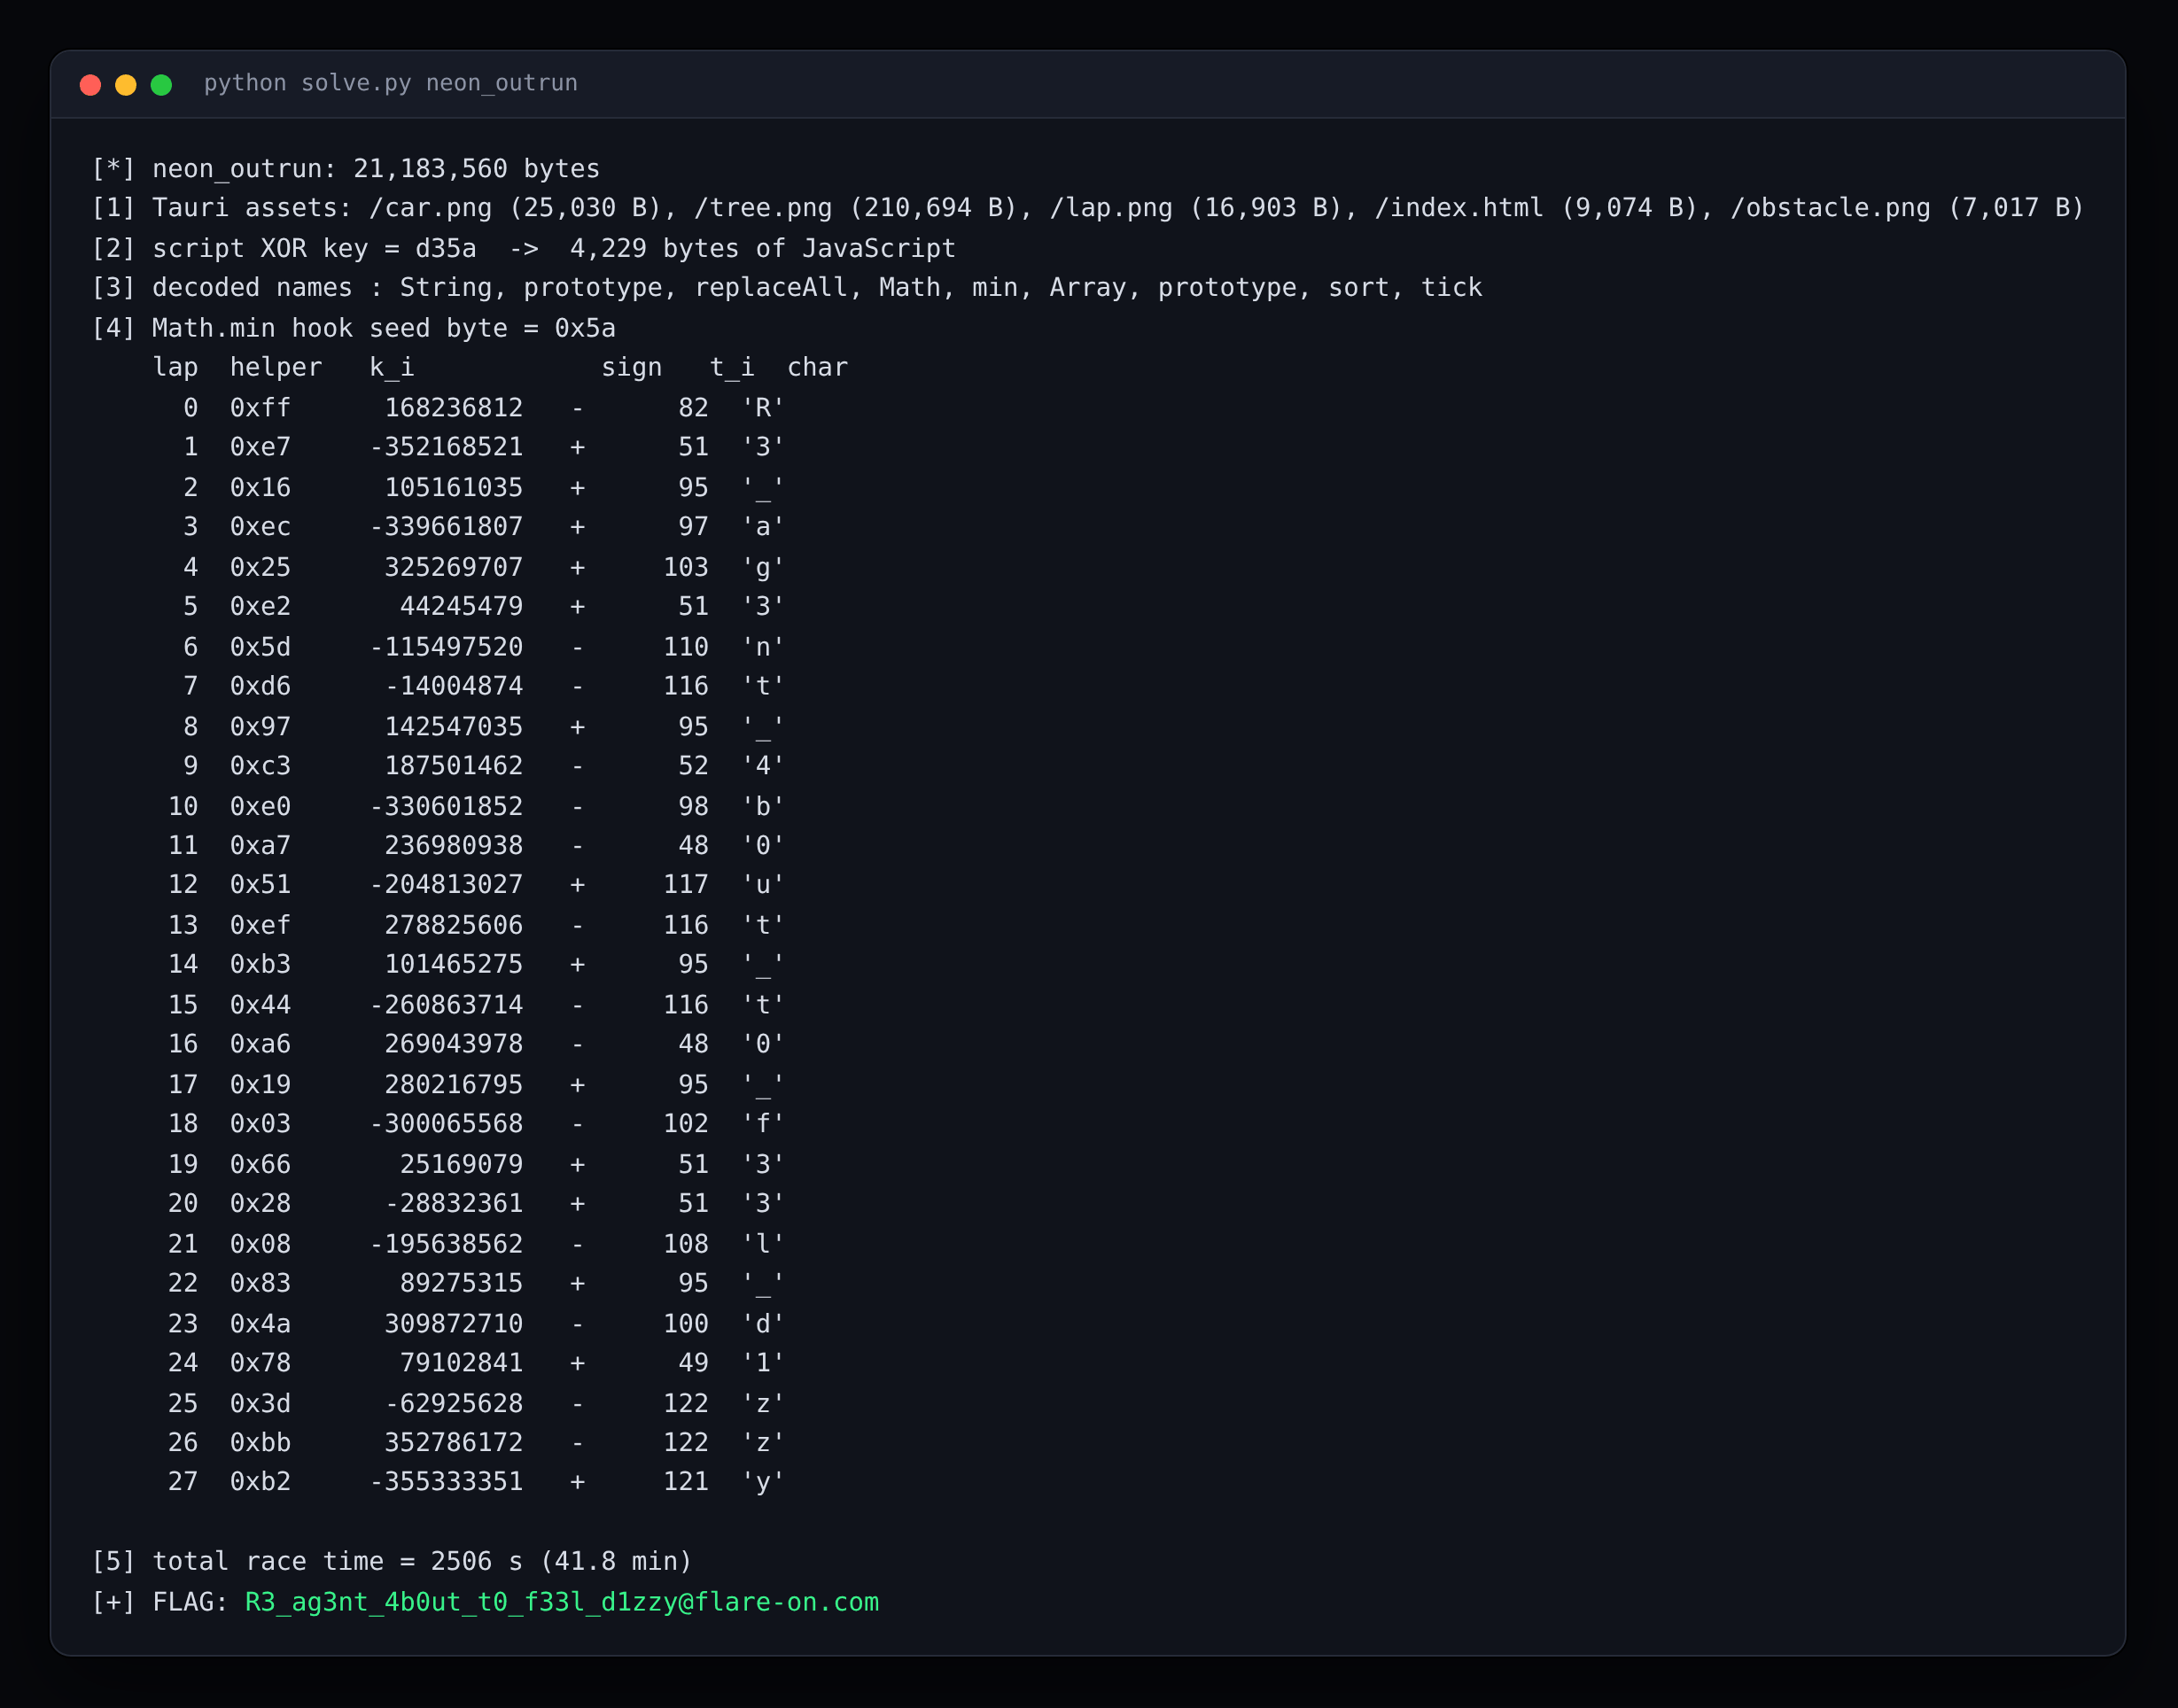 python solve.py neon_outrun
[*] neon_outrun: 21,183,560 bytes
[1] Tauri assets: /car.png (25,030 B), /tree.png (210,694 B), /lap.png (16,903 B), /index.html (9,074 B), /obstacle.png (7,017 B)
[2] script XOR key = d35a  ->  4,229 bytes of JavaScript
[3] decoded names : String, prototype, replaceAll, Math, min, Array, prototype, sort, tick
[4] Math.min hook seed byte = 0x5a
    lap  helper   k_i            sign   t_i  char
      0  0xff      168236812   -      82  'R'
      1  0xe7     -352168521   +      51  '3'
      2  0x16      105161035   +      95  '_'
      3  0xec     -339661807   +      97  'a'
      4  0x25      325269707   +     103  'g'
      5  0xe2       44245479   +      51  '3'
      6  0x5d     -115497520   -     110  'n'
      7  0xd6      -14004874   -     116  't'
      8  0x97      142547035   +      95  '_'
      9  0xc3      187501462   -      52  '4'
     10  0xe0     -330601852   -      98  'b'
     11  0xa7      236980938   -      48  '0'
     12  0x51     -204813027   +     117  'u'
     13  0xef      278825606   -     116  't'
     14  0xb3      101465275   +      95  '_'
     15  0x44     -260863714   -     116  't'
     16  0xa6      269043978   -      48  '0'
     17  0x19      280216795   +      95  '_'
     18  0x03     -300065568   -     102  'f'
     19  0x66       25169079   +      51  '3'
     20  0x28      -28832361   +      51  '3'
     21  0x08     -195638562   -     108  'l'
     22  0x83       89275315   +      95  '_'
     23  0x4a      309872710   -     100  'd'
     24  0x78       79102841   +      49  '1'
     25  0x3d      -62925628   -     122  'z'
     26  0xbb      352786172   -     122  'z'
     27  0xb2     -355333351   +     121  'y'
[5] total race time = 2506 s (41.8 min)
[+] FLAG: R3_ag3nt_4b0ut_t0_f33l_d1zzy@flare-on.com